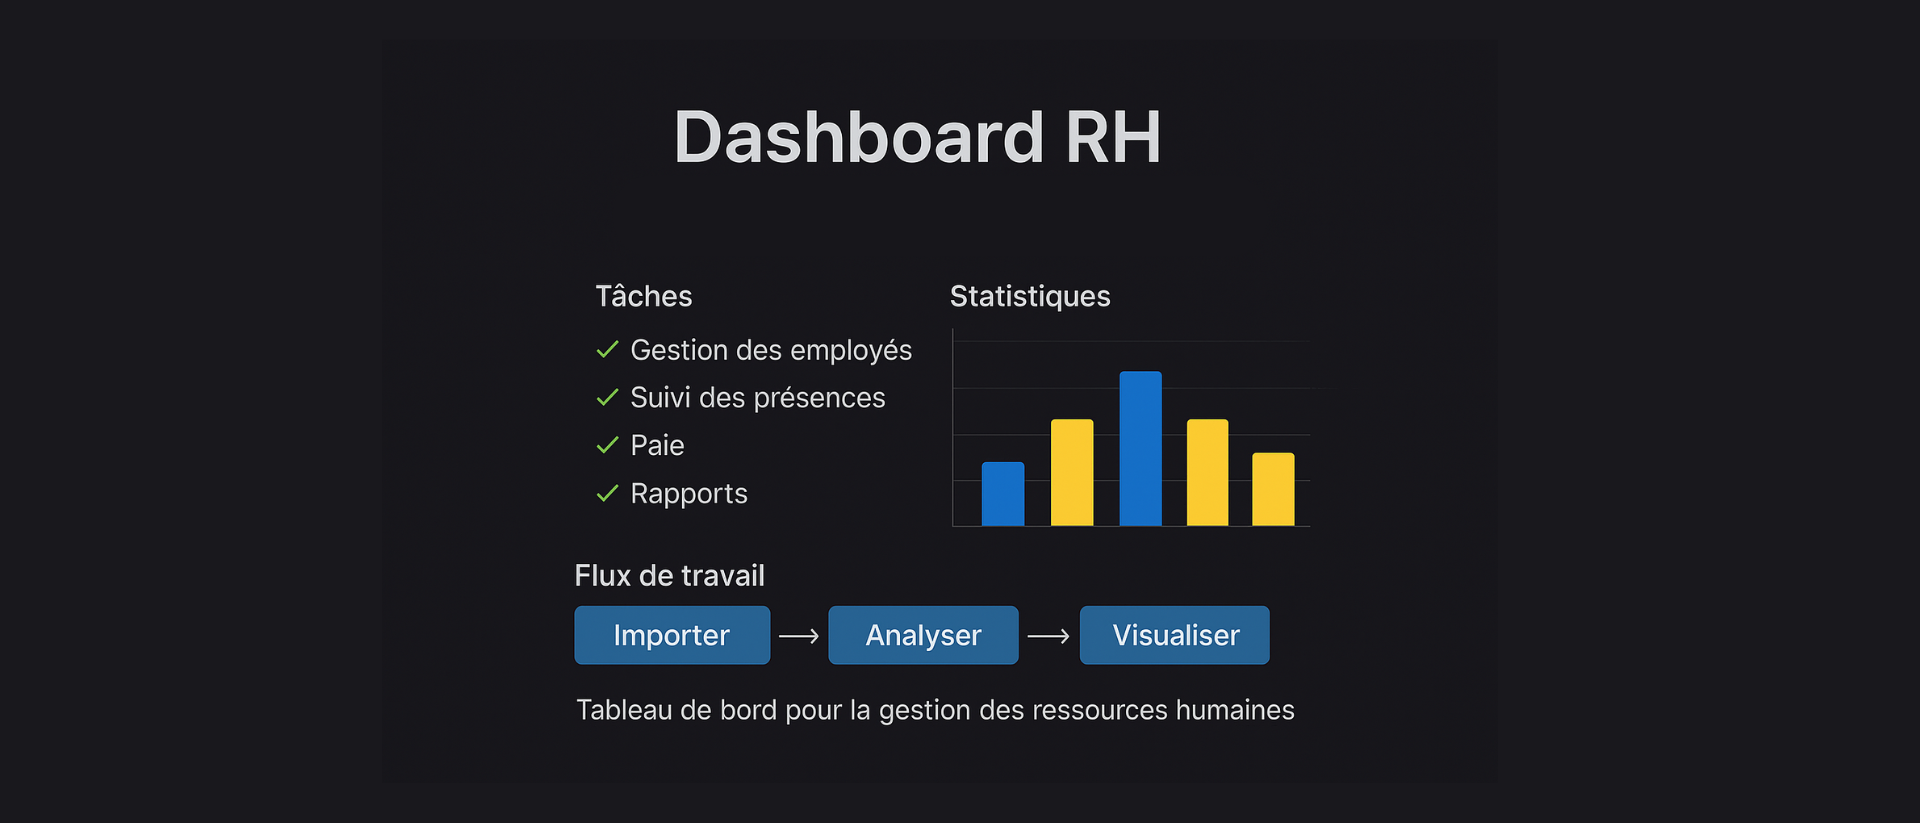 Dashboard RH
Tâches
Gestion des employés
Suivi des présences
Paie
Rapports
Statistiques
Flux de travail
Importer
Analyser
Visualiser
Tableau de bord pour la gestion des ressources humaines